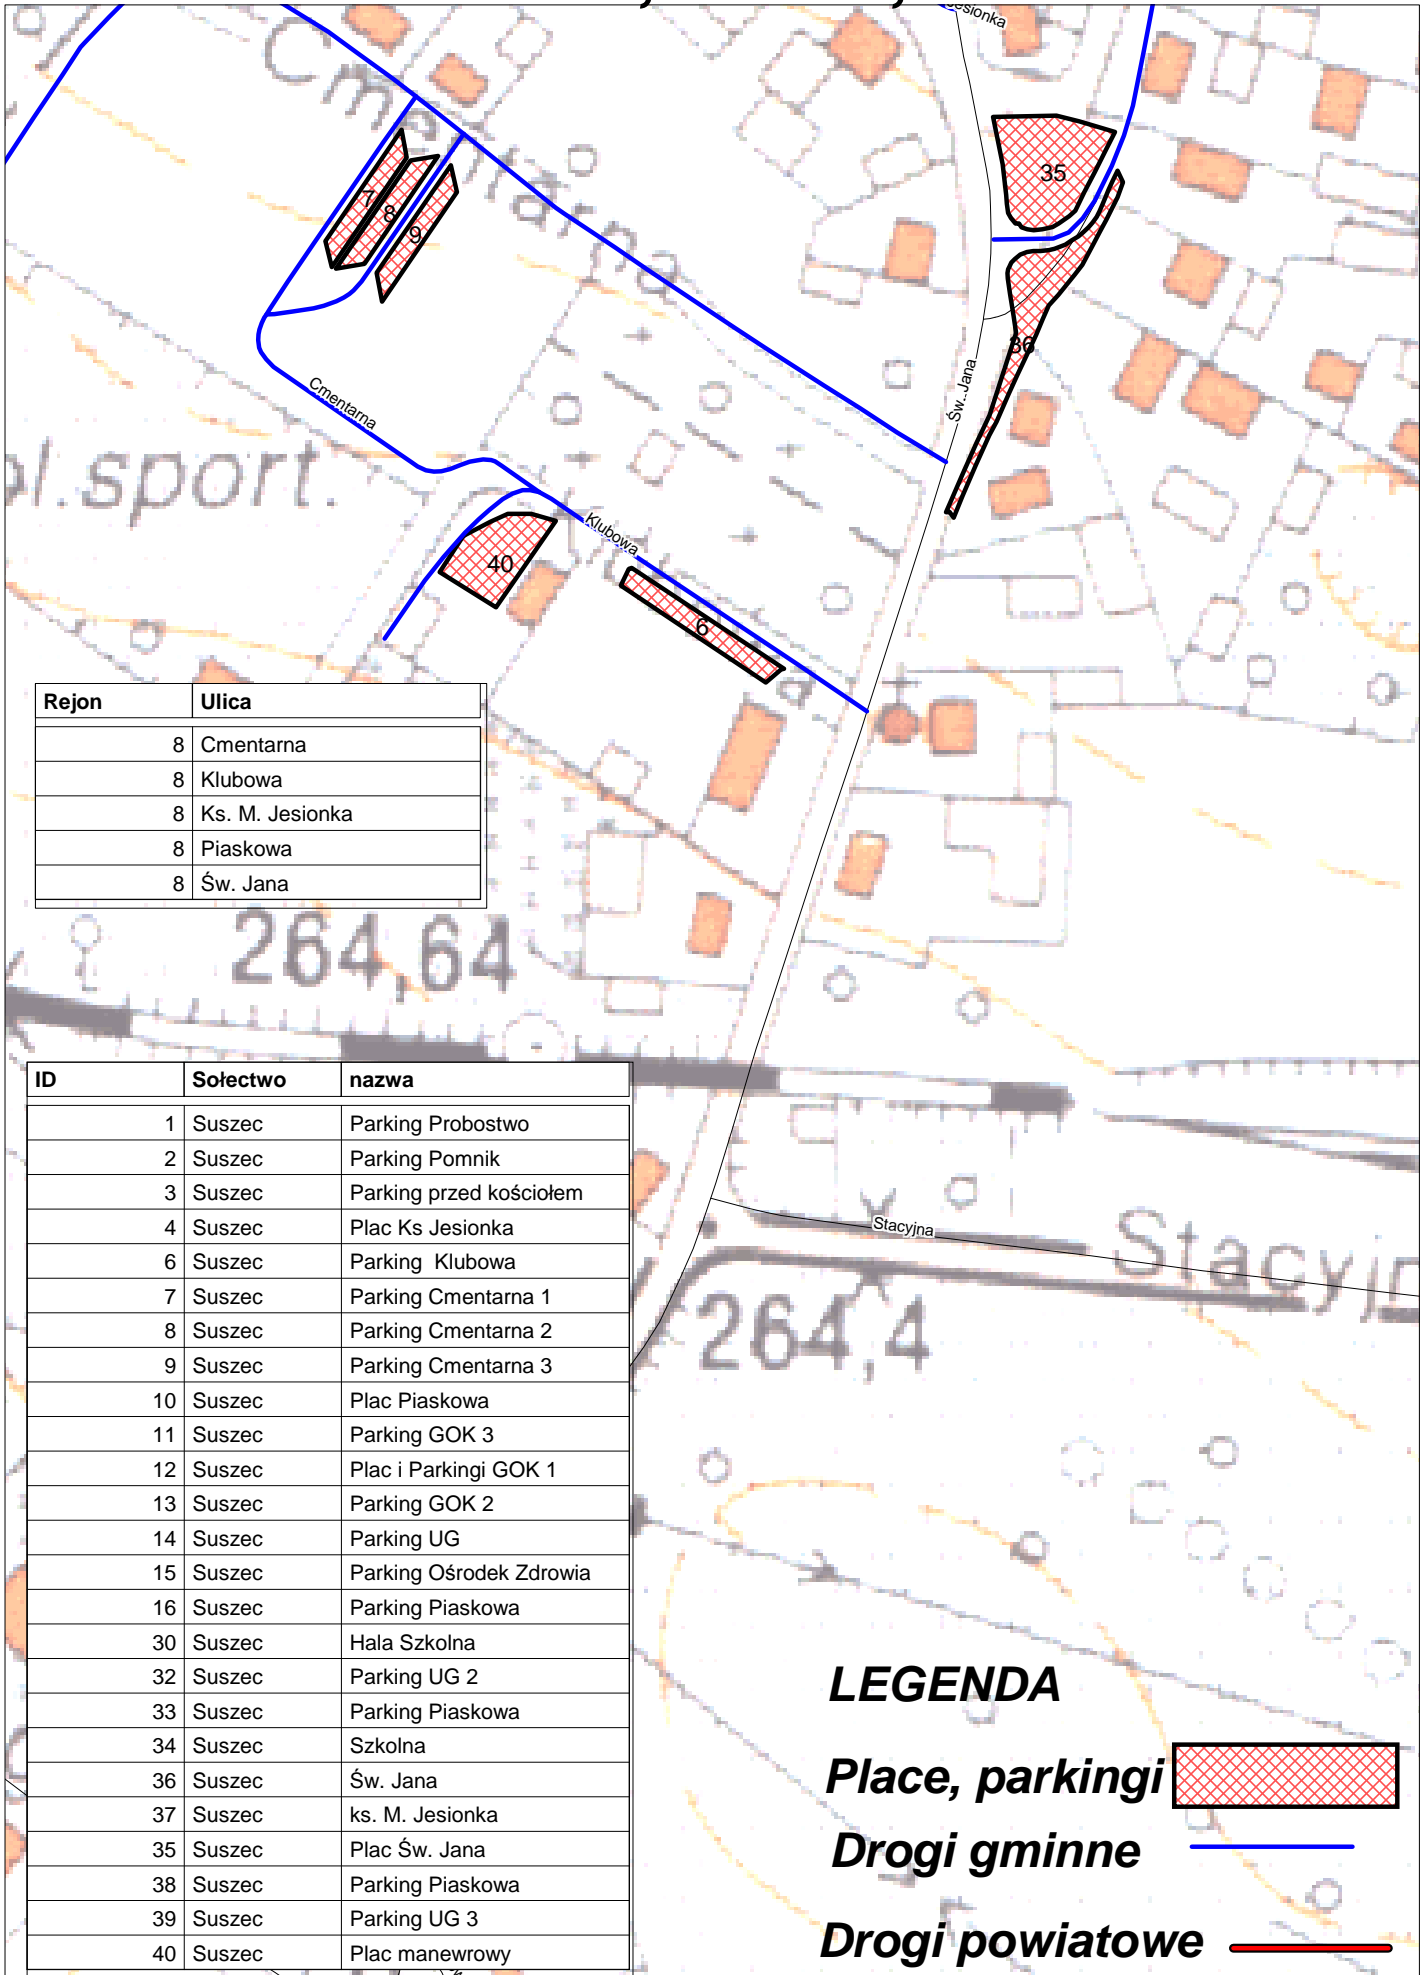 esionka
Cmentarna
35
7
8
9
36
Św. Jana
Cmentarna
ol.sport.
Klubowa
40
6
a
Rejon Ulica
8 Cmentarna
8 Klubowa
8 Ks. M. Jesionka
8 Piaskowa
8 Św. Jana
264,64
ID Sołectwo nazwa
1 Suszec Parking Probostwo
2 Suszec Parking Pomnik
3 Suszec Parking przed kościołem
4 Suszec Plac Ks Jesionka
6 Suszec Parking Klubowa
7 Suszec Parking Cmentarna 1
8 Suszec Parking Cmentarna 2
9 Suszec Parking Cmentarna 3
10 Suszec Plac Piaskowa
11 Suszec Parking GOK 3
12 Suszec Plac i Parkingi GOK 1
13 Suszec Parking GOK 2
14 Suszec Parking UG
15 Suszec Parking Ośrodek Zdrowia
16 Suszec Parking Piaskowa
30 Suszec Hala Szkolna
32 Suszec Parking UG 2
33 Suszec Parking Piaskowa
34 Suszec Szkolna
36 Suszec Św. Jana
37 Suszec ks. M. Jesionka
35 Suszec Plac Św. Jana
38 Suszec Parking Piaskowa
39 Suszec Parking UG 3
40 Suszec Plac manewrowy
Stacyjna
Stacyjn
264,4
LEGENDA
Place, parkingi
Drogi gminne
Drogi powiatowe